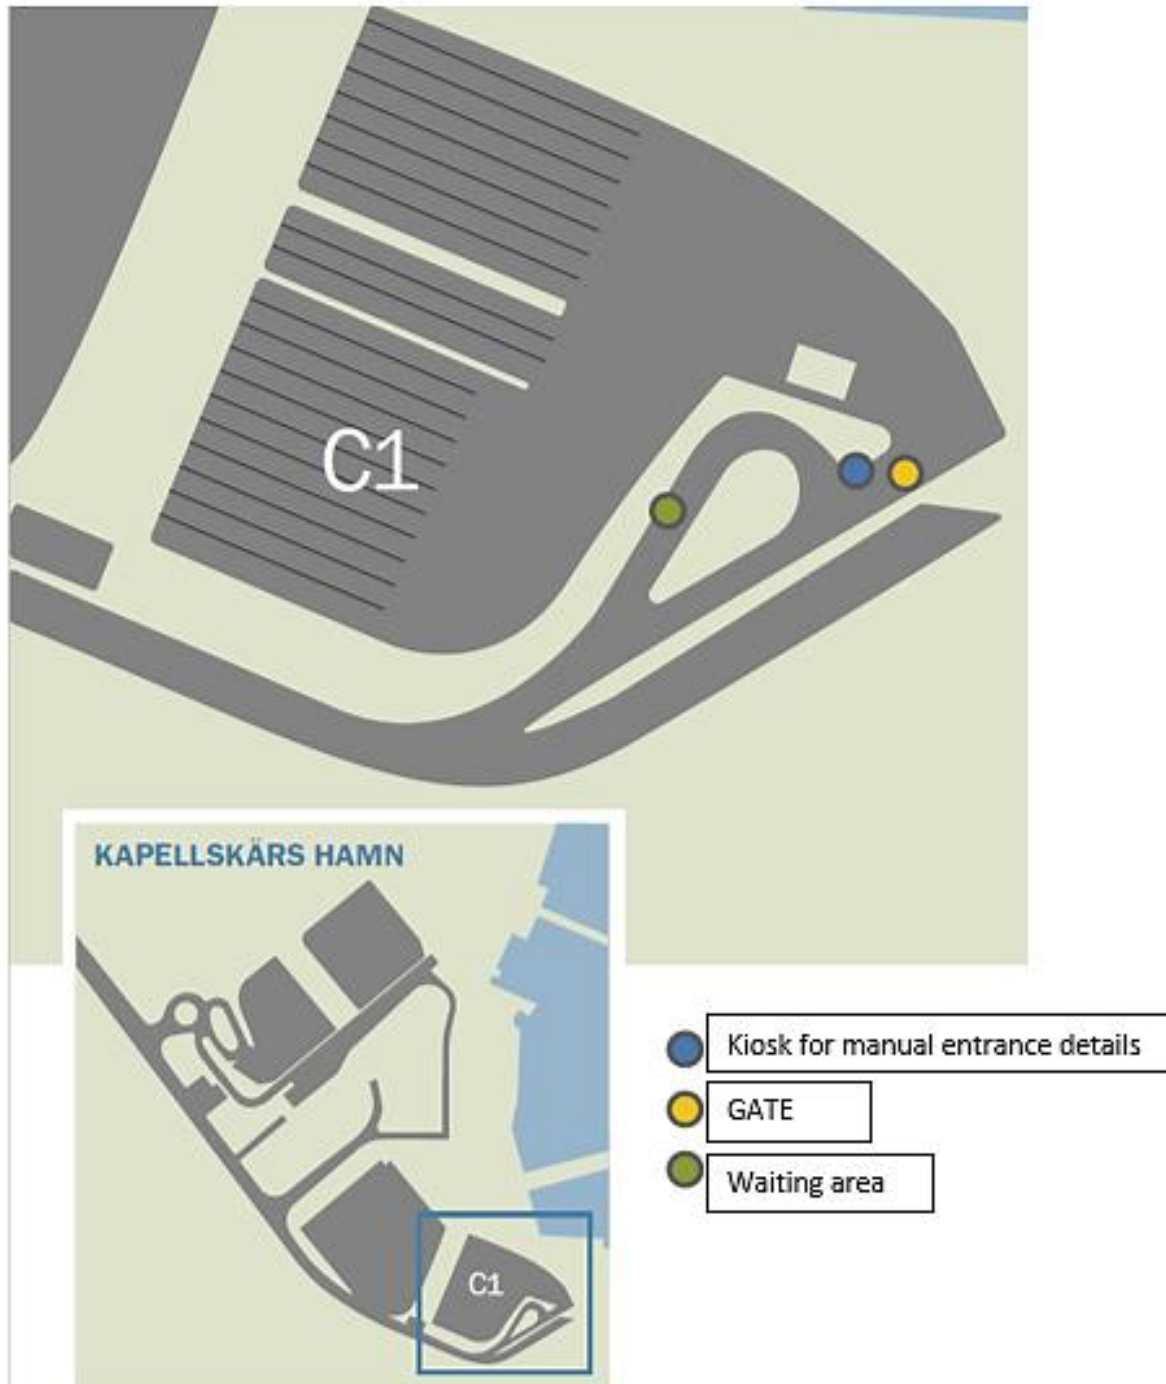 C1
KAPELLSKÄRS HAMN
C1
Kiosk for manual entrance details
GATE
Waiting area